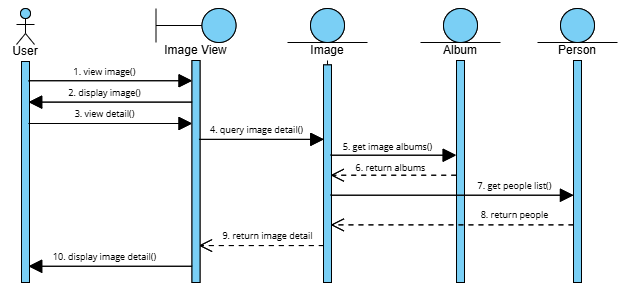 User
Image View
Image
Album
Person
1. view image()
2. display image()
3. view detail()
4. query image detail()
5. get image albums()
6. return albums
7. get people list()
8. return people
9. return image detail
10. display image detail()